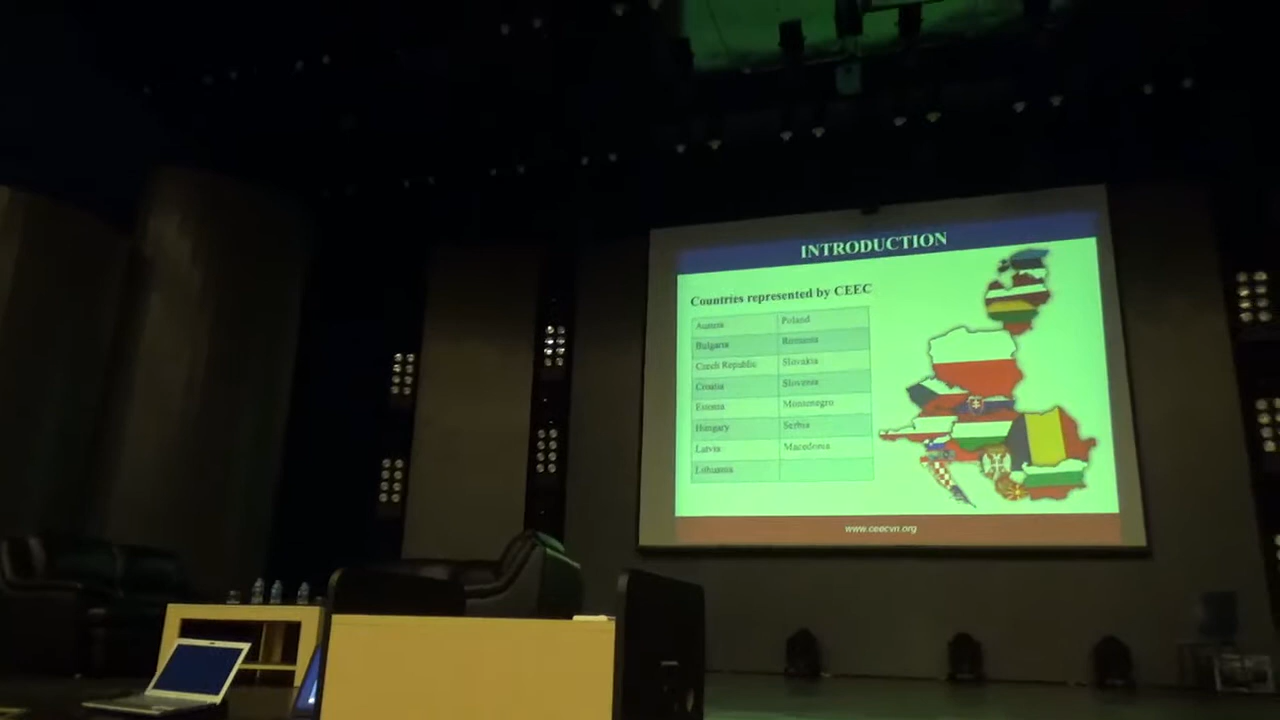 INTRODUCTION
Countries represented by CEEC
Austria Poland
Bulgaria Romania
Czech Republic Slovakia
Croatia Slovenia
Estonia Montenegro
Hungary Serbia
Latvia Macedonia
Lithuania
www.ceecvn.org